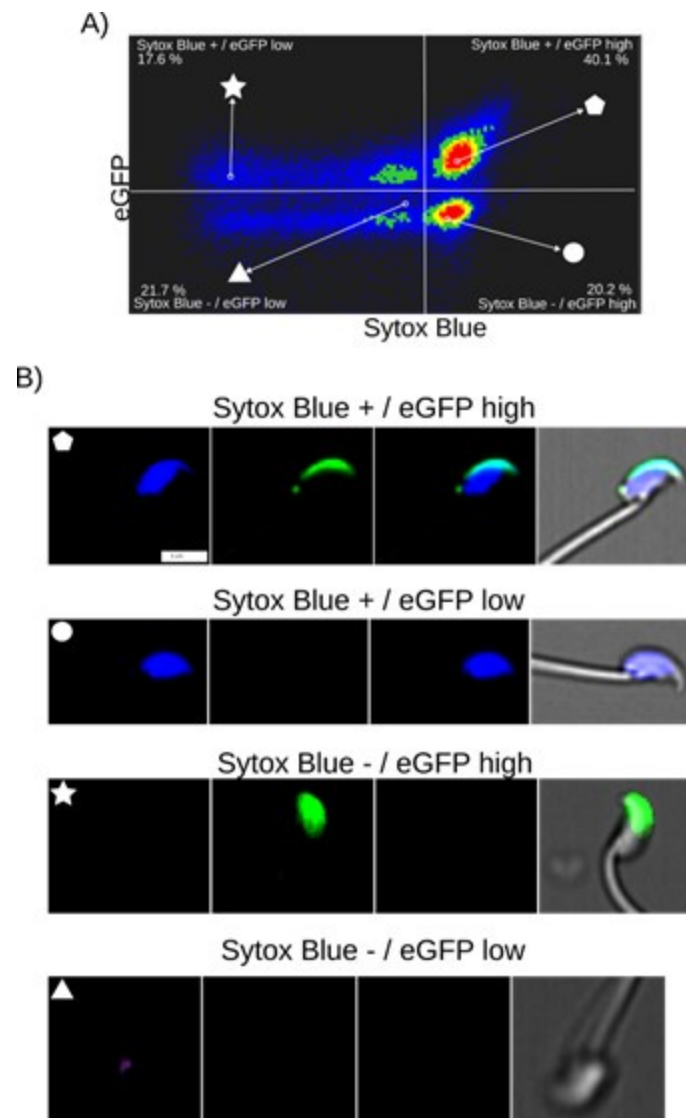 A)
Sytox Blue + / eGFP low
17.6 %
Sytox Blue + / eGFP high
40.1 %
eGFP
21.7 %
Sytox Blue - / eGFP low
20.2 %
Sytox Blue - / eGFP high
Sytox Blue
B)
Sytox Blue + / eGFP high
Sytox Blue + / eGFP low
Sytox Blue - / eGFP high
Sytox Blue - / eGFP low